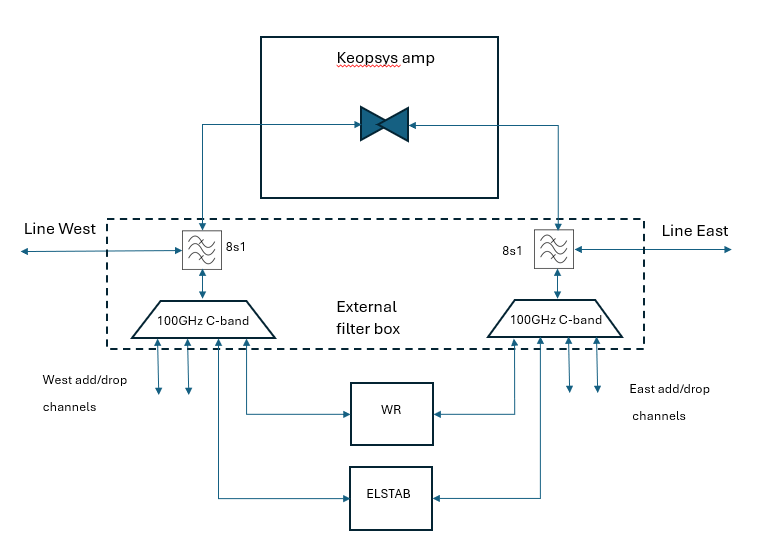 Keopsys amp
Line West
8s1
8s1
Line East
100GHz C-band
External
filter box
100GHz C-band
West add/drop
channels
WR
East add/drop
channels
ELSTAB